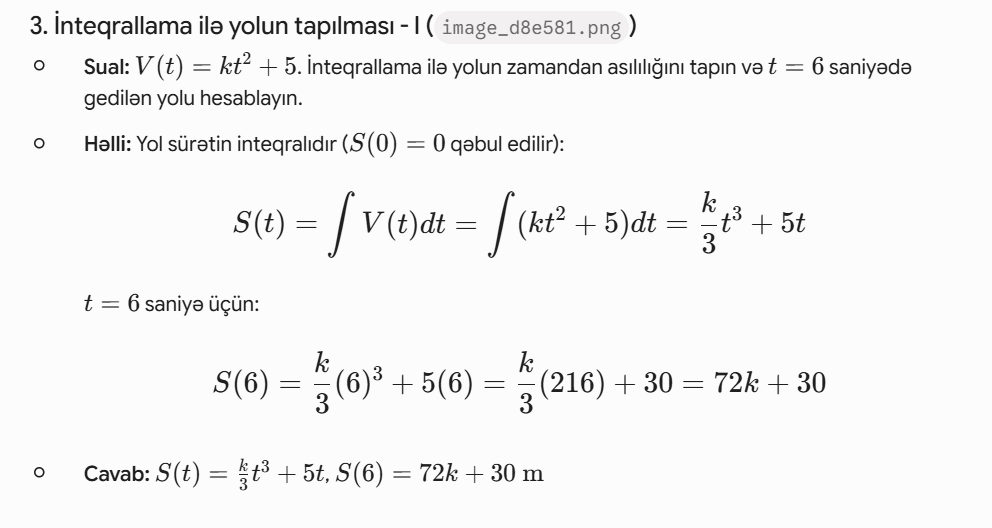 3. İnteqrallama ilə yolun tapılması - I ( image_d8e581.png )
Sual: V(t) = kt² + 5. İnteqrallama ilə yolun zamandan asılılığını tapın və t = 6 saniyədə
gedilən yolu hesablayın.
Həlli: Yol sürətin inteqralıdır (S(0) = 0 qəbul edilir):
S(t) = ∫ V(t)dt = ∫ (kt² + 5)dt = k/3 t³ + 5t
t = 6 saniyə üçün:
S(6) = k/3 (6)³ + 5(6) = k/3 (216) + 30 = 72k + 30
Cavab: S(t) = k/3 t³ + 5t, S(6) = 72k + 30 m